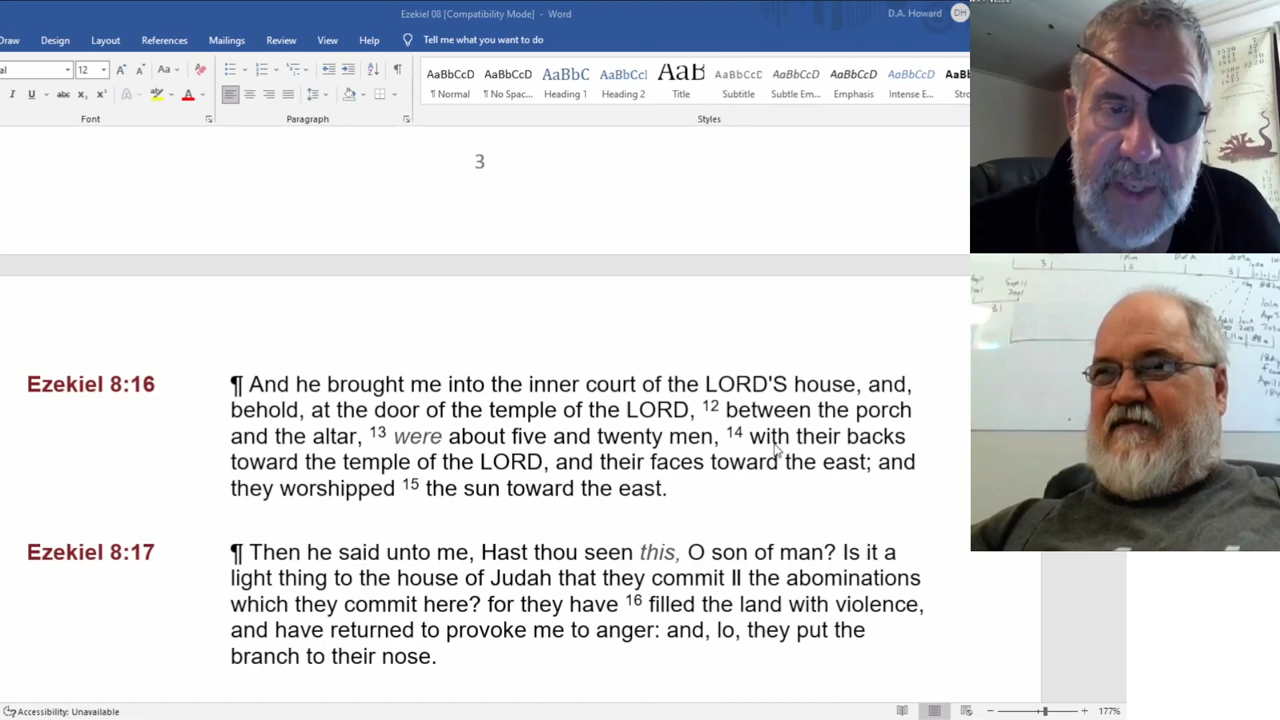 Ezekiel 08 [Compatibility Mode] - Word
D.A. Howard
DH
Draw Design Layout References Mailings Review View Help Tell me what you want to do
12 Aa
AaBbCcD AaBbCcD AaBbC AaBbCcI AaB AaBbCcD AaBbCcD AaBbCcD AaBbCcD
¶ Normal ¶ No Spac... Heading 1 Heading 2 Title Subtitle Subtle Em... Emphasis Intense E...
Font Paragraph Styles
3
Ezekiel 8:16 ¶ And he brought me into the inner court of the LORD'S house, and,
behold, at the door of the temple of the LORD, 12 between the porch
and the altar, 13 were about five and twenty men, 14 with their backs
toward the temple of the LORD, and their faces toward the east; and
they worshipped 15 the sun toward the east.
Ezekiel 8:17 ¶ Then he said unto me, Hast thou seen this, O son of man? Is it a
light thing to the house of Judah that they commit II the abominations
which they commit here? for they have 16 filled the land with violence,
and have returned to provoke me to anger: and, lo, they put the
branch to their nose.
Accessibility: Unavailable
177%